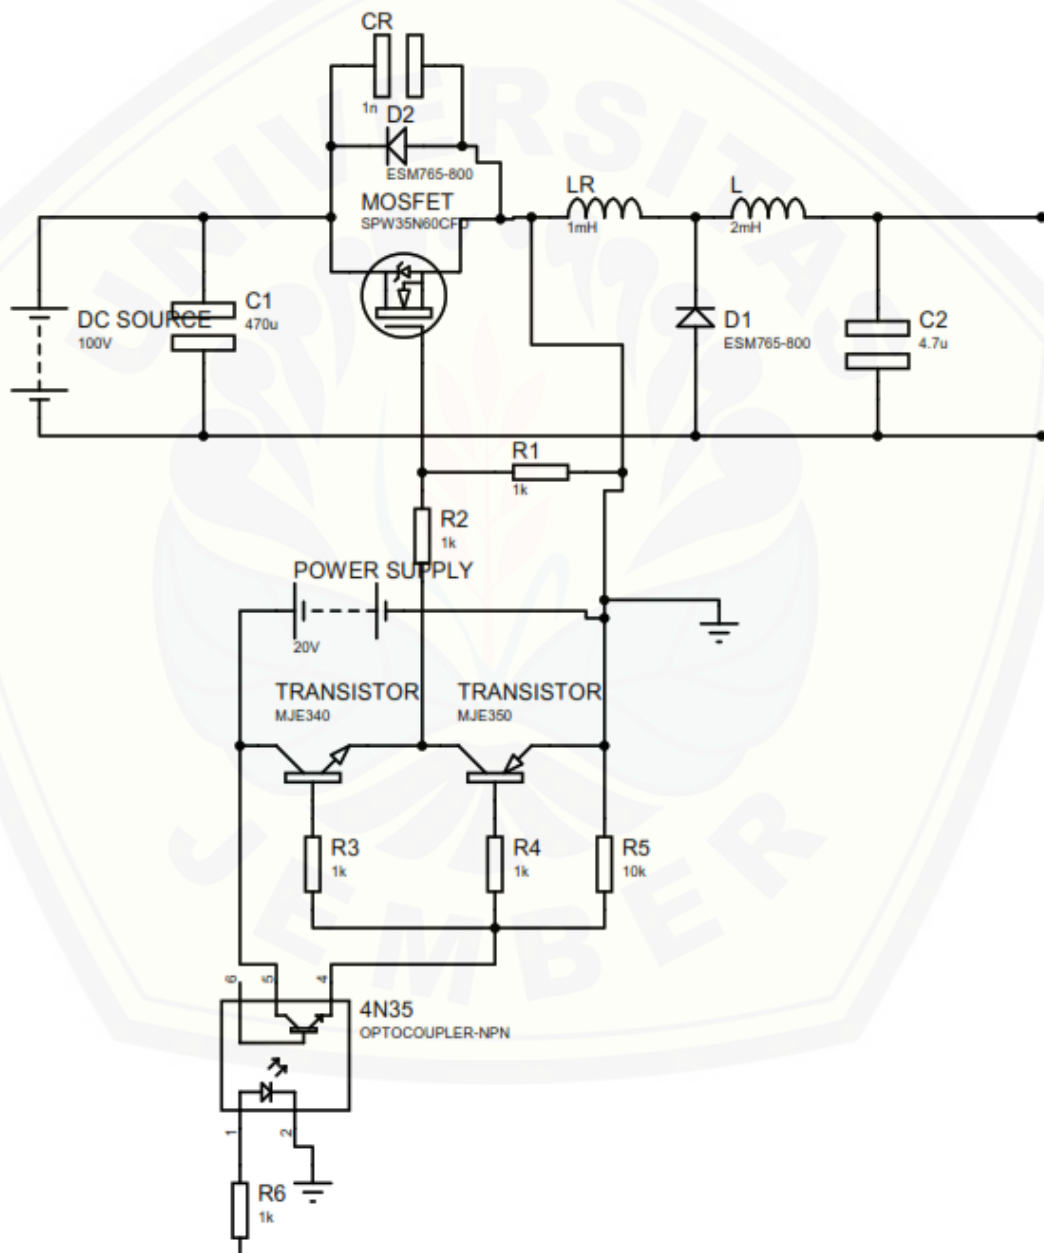 CR
1n
D2
ESM765-800
MOSFET
SPW35N60CFD
LR
1mH
L
2mH
DC SOURCE
100V
C1
470u
D1
ESM765-800
C2
4.7u
R1
1k
R2
1k
POWER SUPPLY
20V
TRANSISTOR
MJE340
TRANSISTOR
MJE350
R3
1k
R4
1k
R5
10k
6
5
4
4N35
OPTOCOUPLER-NPN
1
2
R6
1k
UNIVERSITAS
JEMBER